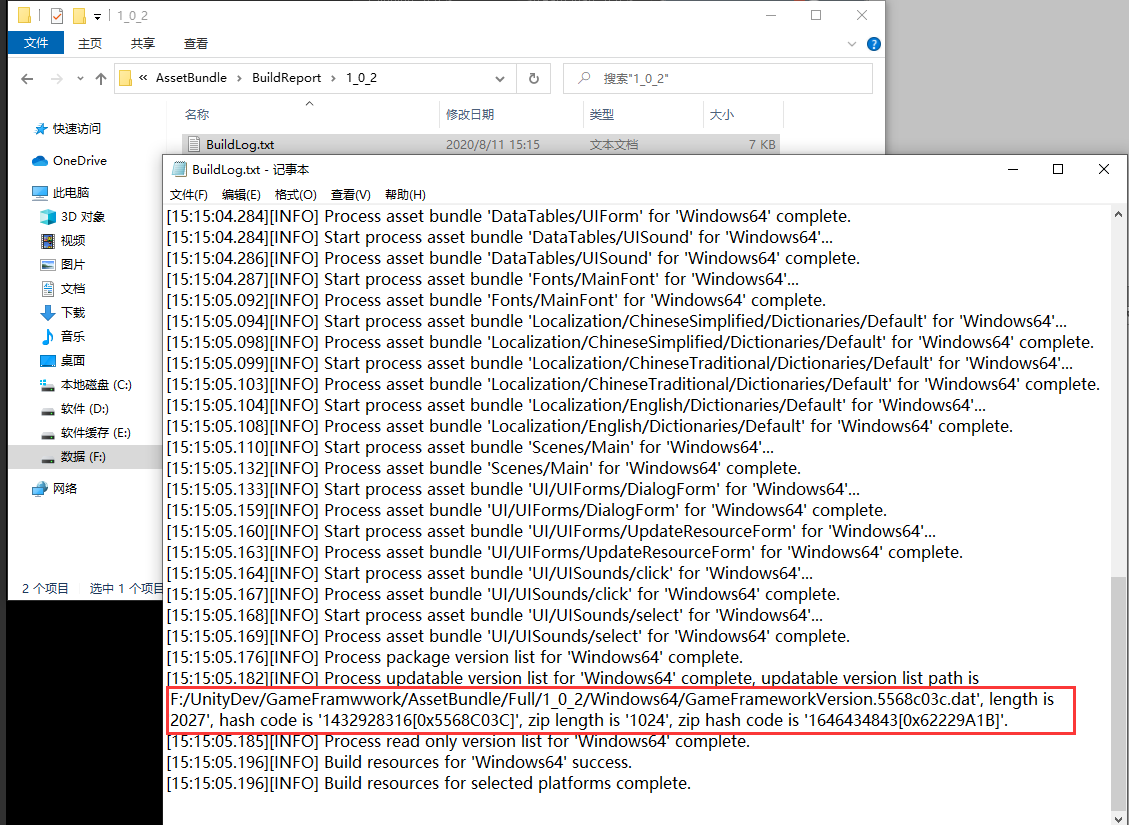 1_0_2
文件 主页 共享 查看
« AssetBundle › BuildReport › 1_0_2 搜索"1_0_2"
名称 修改日期 类型 大小
BuildLog.txt 2020/8/11 15:15 文本文档 7 KB
快速访问
OneDrive
此电脑
3D 对象
视频
图片
文档
下载
音乐
桌面
本地磁盘 (C:)
软件 (D:)
软件缓存 (E:)
数据 (F:)
网络
2 个项目 选中 1 个项目
BuildLog.txt - 记事本
文件(F) 编辑(E) 格式(O) 查看(V) 帮助(H)
[15:15:04.284][INFO] Process asset bundle 'DataTables/UIForm' for 'Windows64' complete.
[15:15:04.284][INFO] Start process asset bundle 'DataTables/UISound' for 'Windows64'...
[15:15:04.286][INFO] Process asset bundle 'DataTables/UISound' for 'Windows64' complete.
[15:15:04.287][INFO] Start process asset bundle 'Fonts/MainFont' for 'Windows64'...
[15:15:05.092][INFO] Process asset bundle 'Fonts/MainFont' for 'Windows64' complete.
[15:15:05.094][INFO] Start process asset bundle 'Localization/ChineseSimplified/Dictionaries/Default' for 'Windows64'...
[15:15:05.098][INFO] Process asset bundle 'Localization/ChineseSimplified/Dictionaries/Default' for 'Windows64' complete.
[15:15:05.099][INFO] Start process asset bundle 'Localization/ChineseTraditional/Dictionaries/Default' for 'Windows64'...
[15:15:05.103][INFO] Process asset bundle 'Localization/ChineseTraditional/Dictionaries/Default' for 'Windows64' complete.
[15:15:05.104][INFO] Start process asset bundle 'Localization/English/Dictionaries/Default' for 'Windows64'...
[15:15:05.108][INFO] Process asset bundle 'Localization/English/Dictionaries/Default' for 'Windows64' complete.
[15:15:05.110][INFO] Start process asset bundle 'Scenes/Main' for 'Windows64'...
[15:15:05.132][INFO] Process asset bundle 'Scenes/Main' for 'Windows64' complete.
[15:15:05.133][INFO] Start process asset bundle 'UI/UIForms/DialogForm' for 'Windows64'...
[15:15:05.159][INFO] Process asset bundle 'UI/UIForms/DialogForm' for 'Windows64' complete.
[15:15:05.160][INFO] Start process asset bundle 'UI/UIForms/UpdateResourceForm' for 'Windows64'...
[15:15:05.163][INFO] Process asset bundle 'UI/UIForms/UpdateResourceForm' for 'Windows64' complete.
[15:15:05.164][INFO] Start process asset bundle 'UI/UISounds/click' for 'Windows64'...
[15:15:05.167][INFO] Process asset bundle 'UI/UISounds/click' for 'Windows64' complete.
[15:15:05.168][INFO] Start process asset bundle 'UI/UISounds/select' for 'Windows64'...
[15:15:05.169][INFO] Process asset bundle 'UI/UISounds/select' for 'Windows64' complete.
[15:15:05.176][INFO] Process package version list for 'Windows64' complete.
[15:15:05.182][INFO] Process updatable version list for 'Windows64' complete, updatable version list path is
F:/UnityDev/GameFramwwork/AssetBundle/Full/1_0_2/Windows64/GameFrameworkVersion.5568c03c.dat', length is
2027', hash code is '1432928316[0x5568C03C]', zip length is '1024', zip hash code is '1646434843[0x62229A1B]'.
[15:15:05.185][INFO] Process read only version list for 'Windows64' complete.
[15:15:05.196][INFO] Build resources for 'Windows64' success.
[15:15:05.196][INFO] Build resources for selected platforms complete.